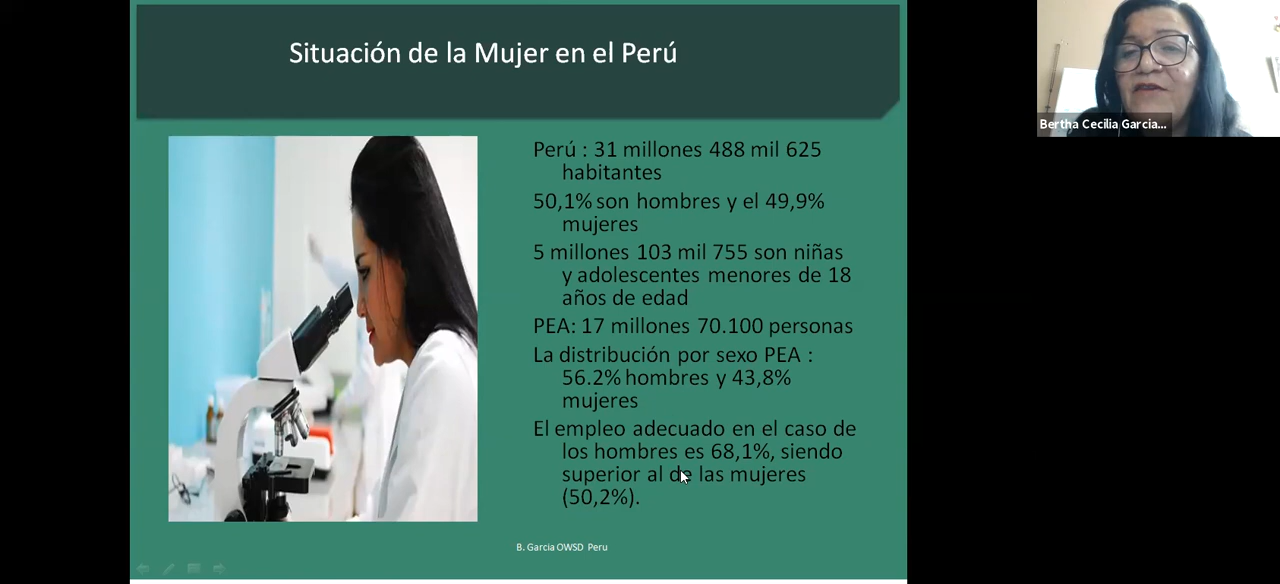 Situación de la Mujer en el Perú
Perú : 31 millones 488 mil 625
habitantes
50,1% son hombres y el 49,9%
mujeres
5 millones 103 mil 755 son niñas
y adolescentes menores de 18
años de edad
PEA: 17 millones 70.100 personas
La distribución por sexo PEA :
56.2% hombres y 43,8%
mujeres
El empleo adecuado en el caso de
los hombres es 68,1%, siendo
superior al de las mujeres
(50,2%).
B. Garcia OWSD Peru
Bertha Cecilia Garcia...